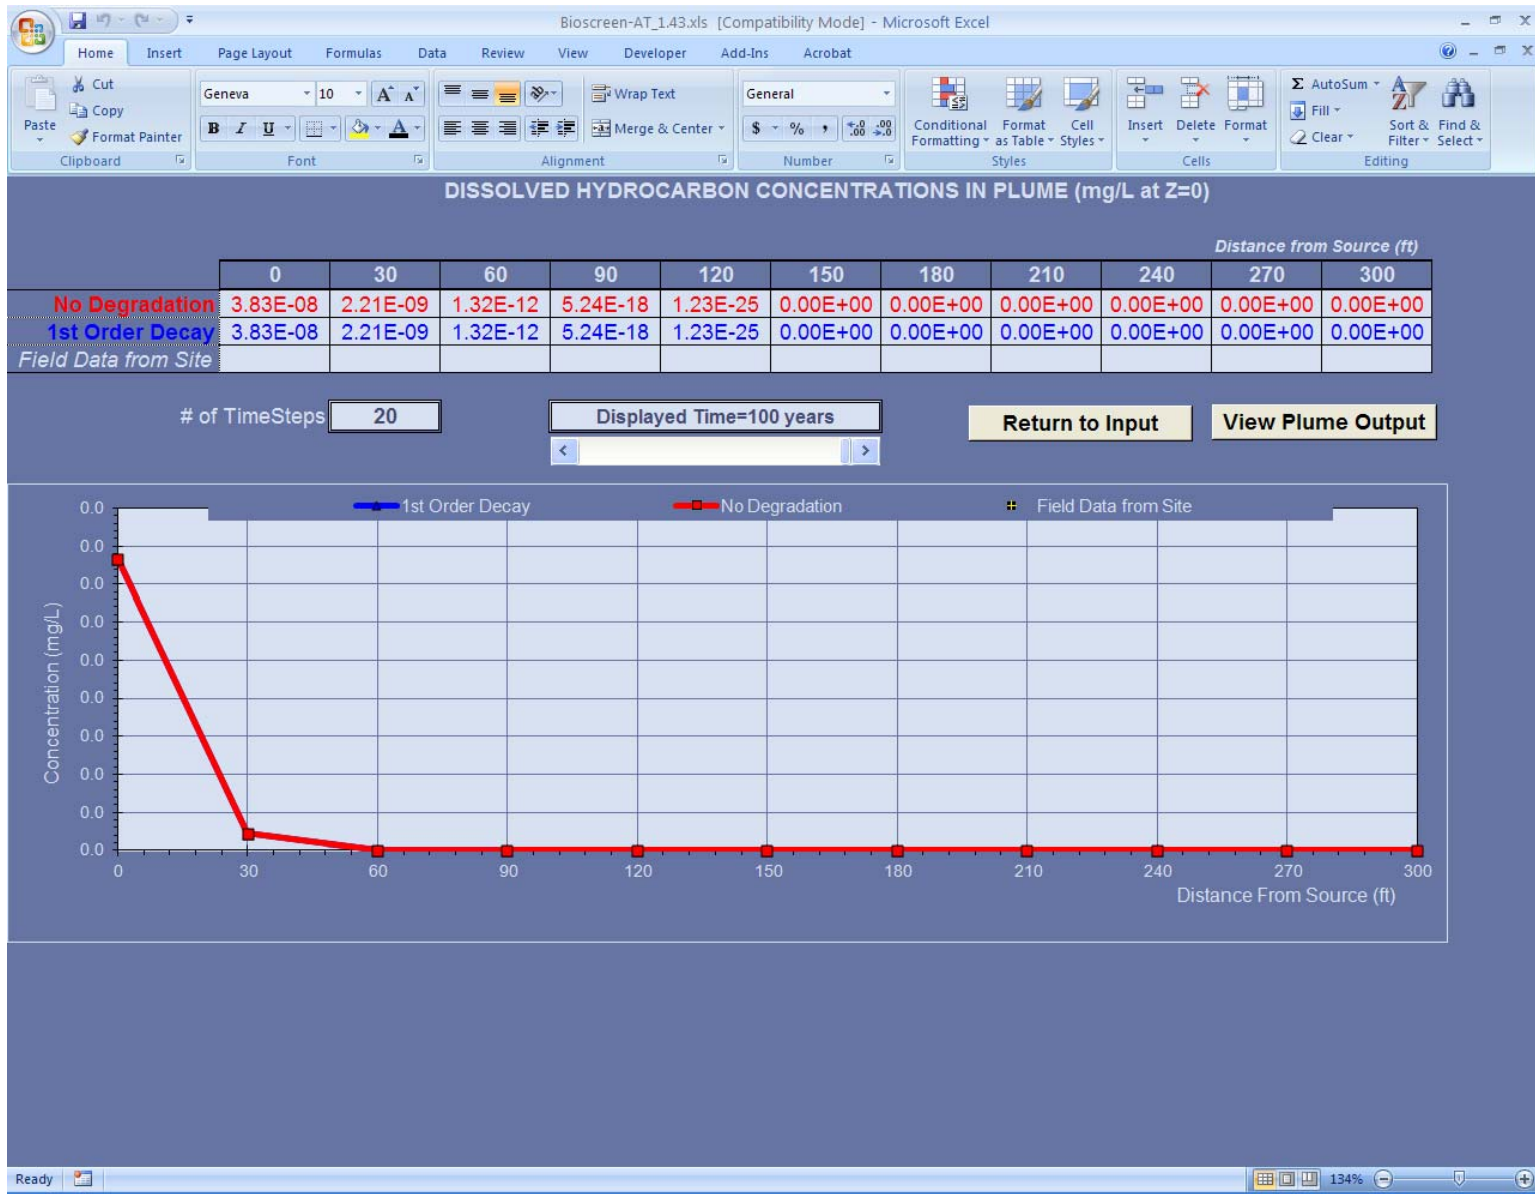 Bioscreen-AT_1.43.xls [Compatibility Mode] - Microsoft Excel
Home Insert Page Layout Formulas Data Review View Developer Add-Ins Acrobat
Paste
Cut
Copy
Format Painter
Clipboard
Geneva 10
B I U
Font
Wrap Text
Merge & Center
Alignment
General
$ % ,
Number
Conditional Formatting
Format as Table
Cell Styles
Styles
Insert Delete Format
Cells
Σ AutoSum
Fill
Clear
Sort & Filter
Find & Select
Editing
DISSOLVED HYDROCARBON CONCENTRATIONS IN PLUME (mg/L at Z=0)
Distance from Source (ft)
0 30 60 90 120 150 180 210 240 270 300
No Degradation 3.83E-08 2.21E-09 1.32E-12 5.24E-18 1.23E-25 0.00E+00 0.00E+00 0.00E+00 0.00E+00 0.00E+00 0.00E+00
1st Order Decay 3.83E-08 2.21E-09 1.32E-12 5.24E-18 1.23E-25 0.00E+00 0.00E+00 0.00E+00 0.00E+00 0.00E+00 0.00E+00
Field Data from Site
# of TimeSteps 20 Displayed Time=100 years Return to Input View Plume Output
1st Order Decay No Degradation Field Data from Site
Concentration (mg/L)
0.0
0.0
0.0
0.0
0.0
0.0
0.0
0.0
0.0
0.0
0 30 60 90 120 150 180 210 240 270 300
Distance From Source (ft)
Ready 134%